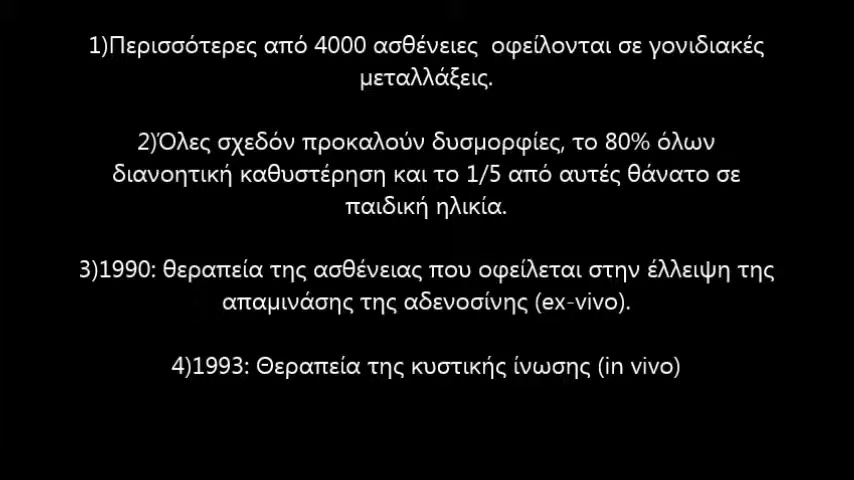 1)Περισσότερες από 4000 ασθένειες  οφείλονται σε γονιδιακές
μεταλλάξεις.
2)Όλες σχεδόν προκαλούν δυσμορφίες, το 80% όλων
διανοητική καθυστέρηση και το 1/5 από αυτές θάνατο σε
παιδική ηλικία.
3)1990: θεραπεία της ασθένειας που οφείλεται στην έλλειψη της
απαμινάσης της αδενοσίνης (ex-vivo).
4)1993: Θεραπεία της κυστικής ίνωσης (in vivo)